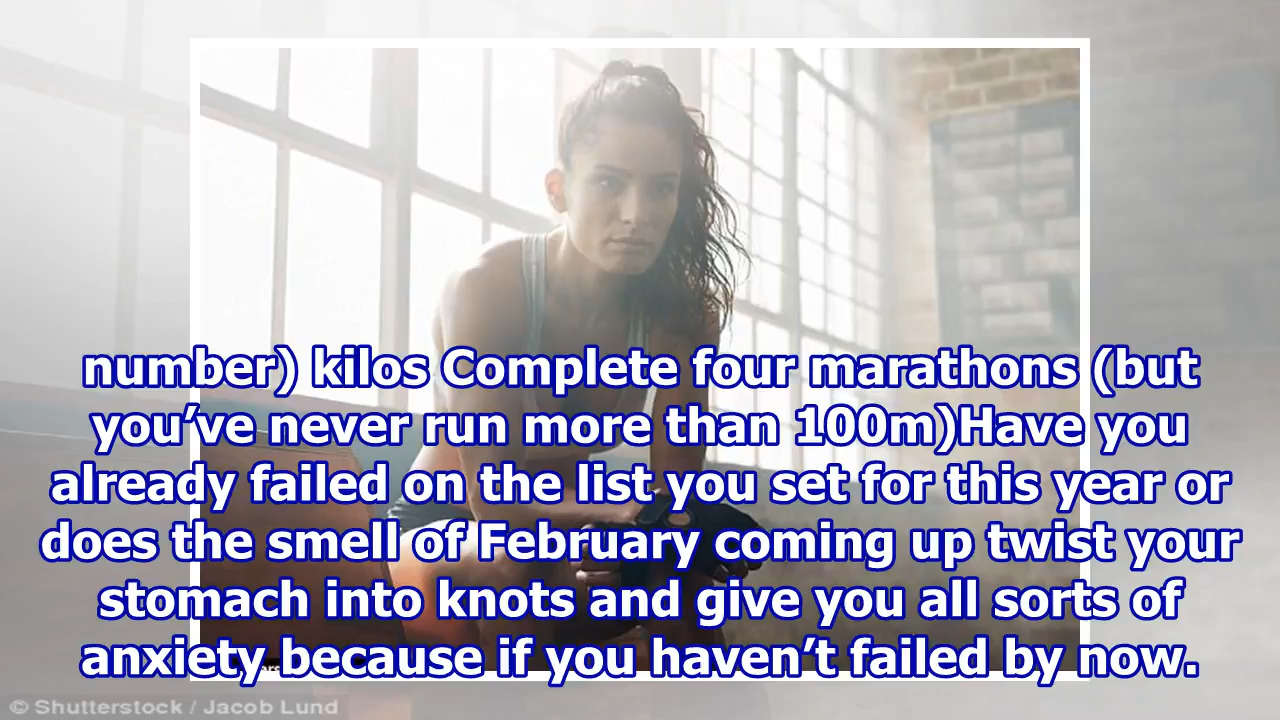 number) kilos Complete four marathons (but
you’ve never run more than 100m)Have you
already failed on the list you set for this year or
does the smell of February coming up twist your
stomach into knots and give you all sorts of
anxiety because if you haven’t failed by now.
© Shutterstock / Jacob Lund